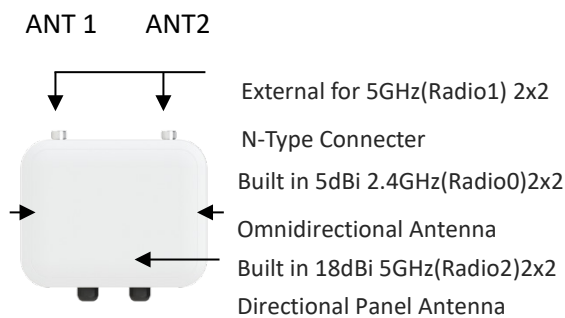 ANT 1 ANT2
External for 5GHz(Radio1) 2x2
N-Type Connecter
Built in 5dBi 2.4GHz(Radio0)2x2
Omnidirectional Antenna
Built in 18dBi 5GHz(Radio2)2x2
Directional Panel Antenna